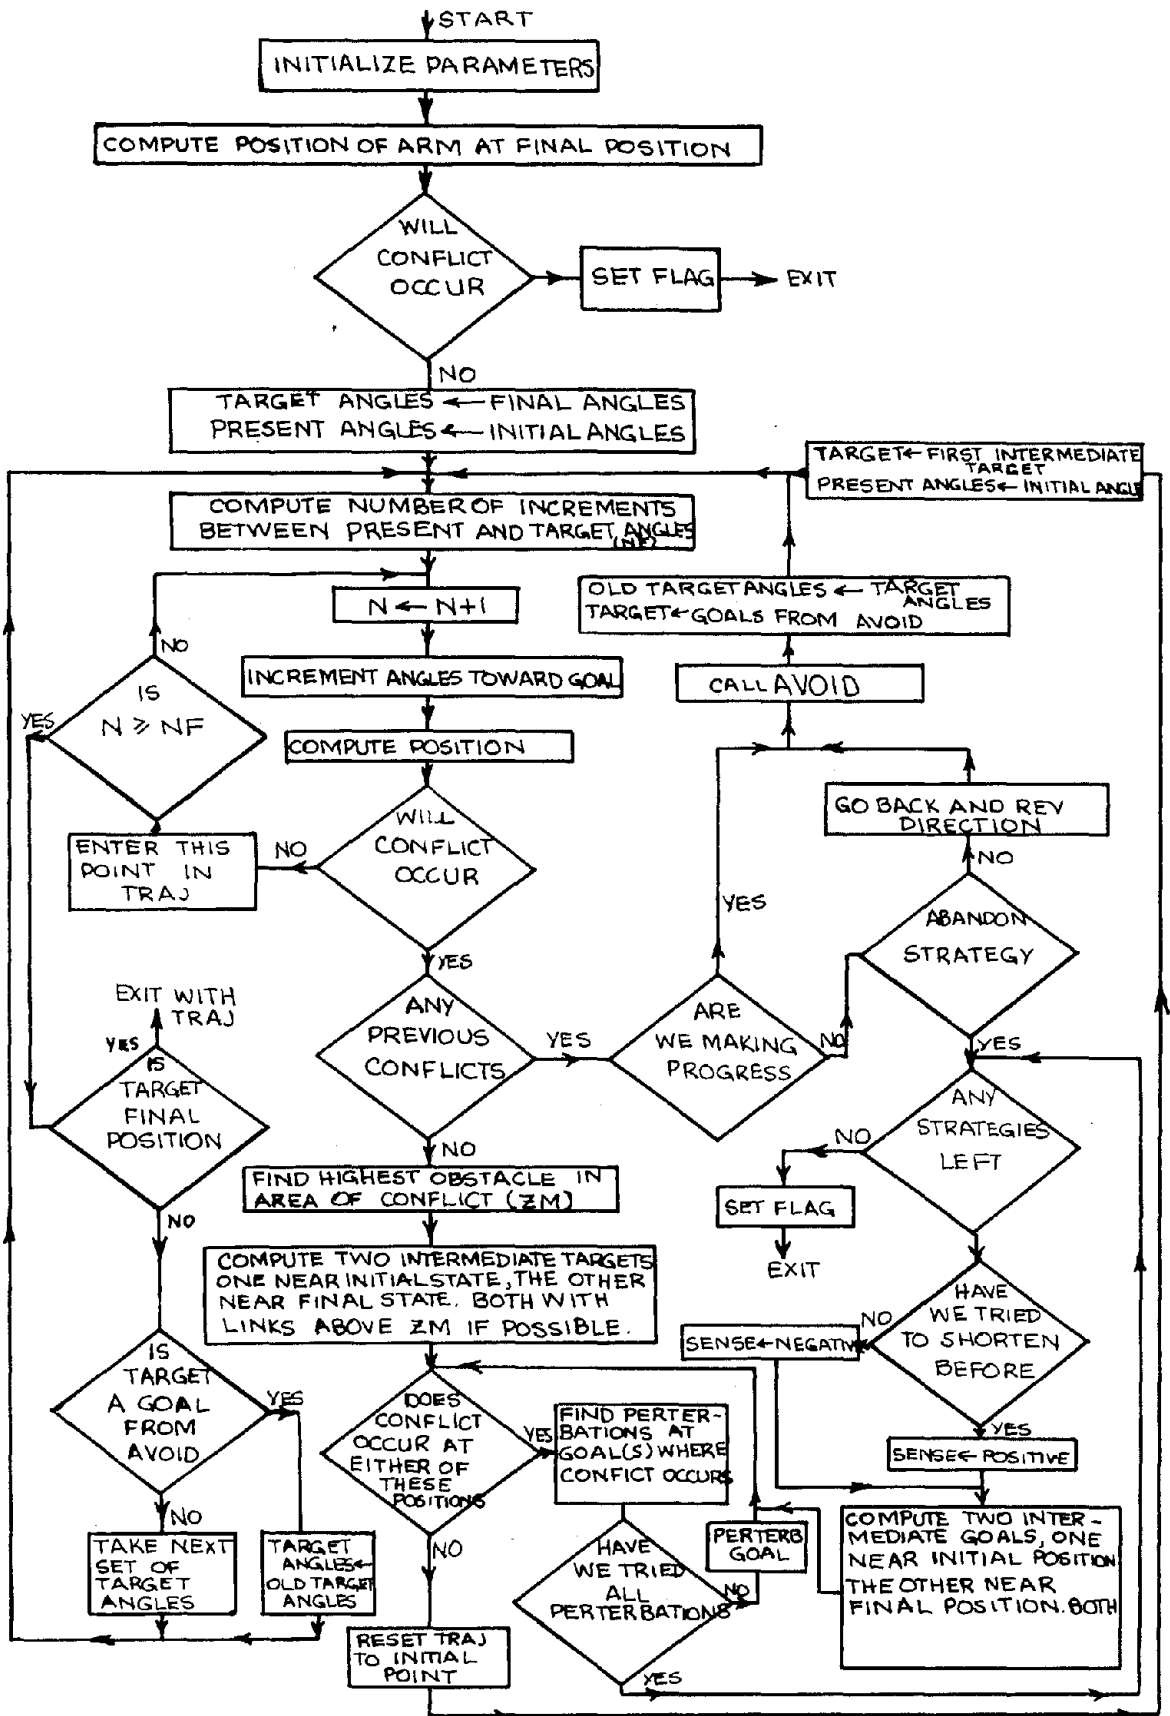 START
INITIALIZE PARAMETERS
COMPUTE POSITION OF ARM AT FINAL POSITION
WILL
CONFLICT
OCCUR
SET FLAG
EXIT
NO
TARGET ANGLES ← FINAL ANGLES
PRESENT ANGLES ← INITIAL ANGLES
TARGET ← FIRST INTERMEDIATE
TARGET
PRESENT ANGLES ← INITIAL ANGLE
COMPUTE NUMBER OF INCREMENTS
BETWEEN PRESENT AND TARGET ANGLES
(NF)
N ← N+1
OLD TARGET ANGLES ← TARGET
ANGLES
TARGET ← GOALS FROM AVOID
NO
INCREMENT ANGLES TOWARD GOAL
CALL AVOID
IS
N ≥ NF
YES
COMPUTE POSITION
GO BACK AND REV
DIRECTION
ENTER THIS
POINT IN
TRAJ
NO
WILL
CONFLICT
OCCUR
NO
YES
ABANDON
STRATEGY
YES
EXIT WITH
TRAJ
ANY
PREVIOUS
CONFLICTS
YES
ARE
WE MAKING
PROGRESS
NO
YES
YES
IS
TARGET
FINAL
POSITION
ANY
STRATEGIES
LEFT
NO
NO
FIND HIGHEST OBSTACLE IN
AREA OF CONFLICT (ZM)
SET FLAG
EXIT
NO
COMPUTE TWO INTERMEDIATE TARGETS
ONE NEAR INITIAL STATE, THE OTHER
NEAR FINAL STATE. BOTH WITH
LINKS ABOVE ZM IF POSSIBLE.
HAVE
WE TRIED
TO SHORTEN
BEFORE
NO
SENSE ← NEGATIVE
IS
TARGET
A GOAL
FROM
AVOID
YES
DOES
CONFLICT
OCCUR AT
EITHER OF
THESE
POSITIONS
YES
FIND PERTER-
BATIONS AT
GOAL(S) WHERE
CONFICT OCCURS
YES
SENSE ← POSITIVE
NO
TAKE NEXT
SET OF
TARGET
ANGLES
TARGET
ANGLES ←
OLD TARGET
ANGLES
NO
HAVE
WE TRIED
ALL
PERTERBATIONS
NO
PERTERB
GOAL
COMPUTE TWO INTER-
MEDIATE GOALS, ONE
NEAR INITIAL POSITION
THE OTHER NEAR
FINAL POSITION. BOTH
RESET TRAJ
TO INITIAL
POINT
YES